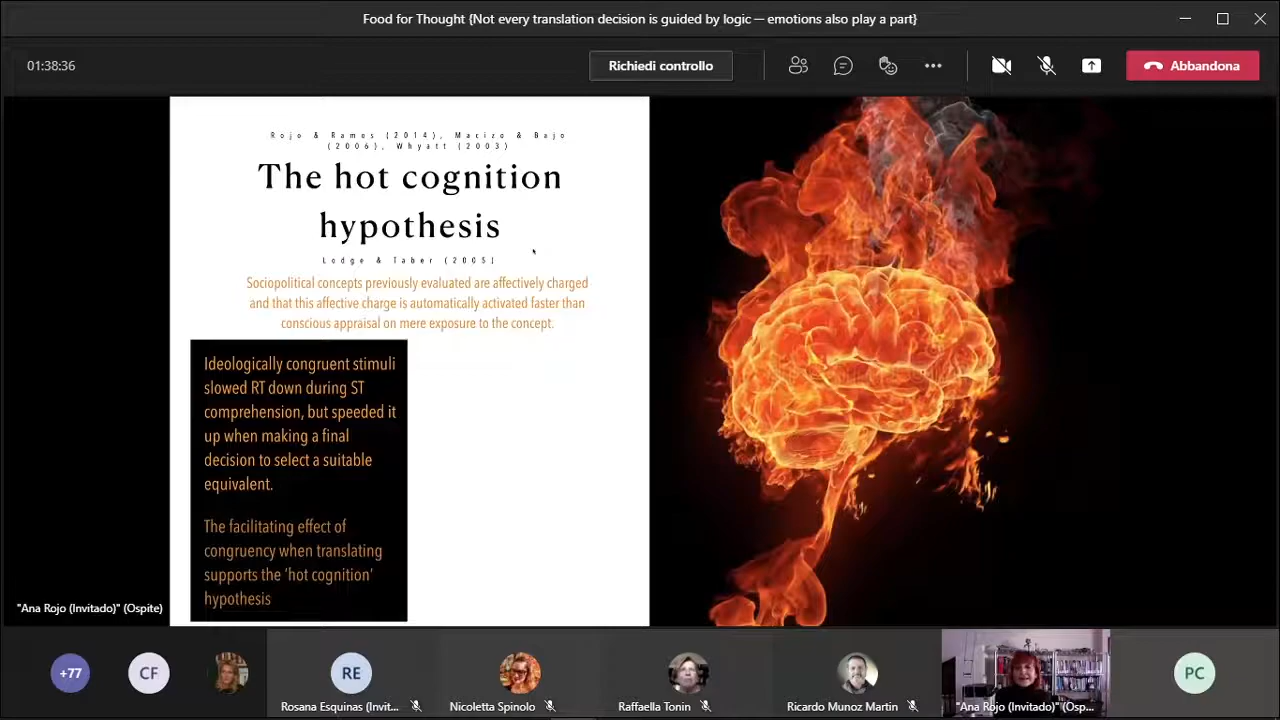 Food for Thought {Not every translation decision is guided by logic — emotions also play a part}
01:38:36
Richiedi controllo
Abbandona
Rojo & Ramos (2014), Macizo & Bajo
(2006), Whyatt (2003)
The hot cognition
hypothesis
Lodge & Taber (2005)
Sociopolitical concepts previously evaluated are affectively charged
and that this affective charge is automatically activated faster than
conscious appraisal on mere exposure to the concept.
Ideologically congruent stimuli
slowed RT down during ST
comprehension, but speeded it
up when making a final
decision to select a suitable
equivalent.
The facilitating effect of
congruency when translating
supports the ‘hot cognition’
hypothesis
"Ana Rojo (Invitado)" (Ospite)
+77
CF
RE
PC
Rosana Esquinas (Invit...
Nicoletta Spinolo
Raffaella Tonin
Ricardo Munoz Martin
"Ana Rojo (Invitado)" (Osp...